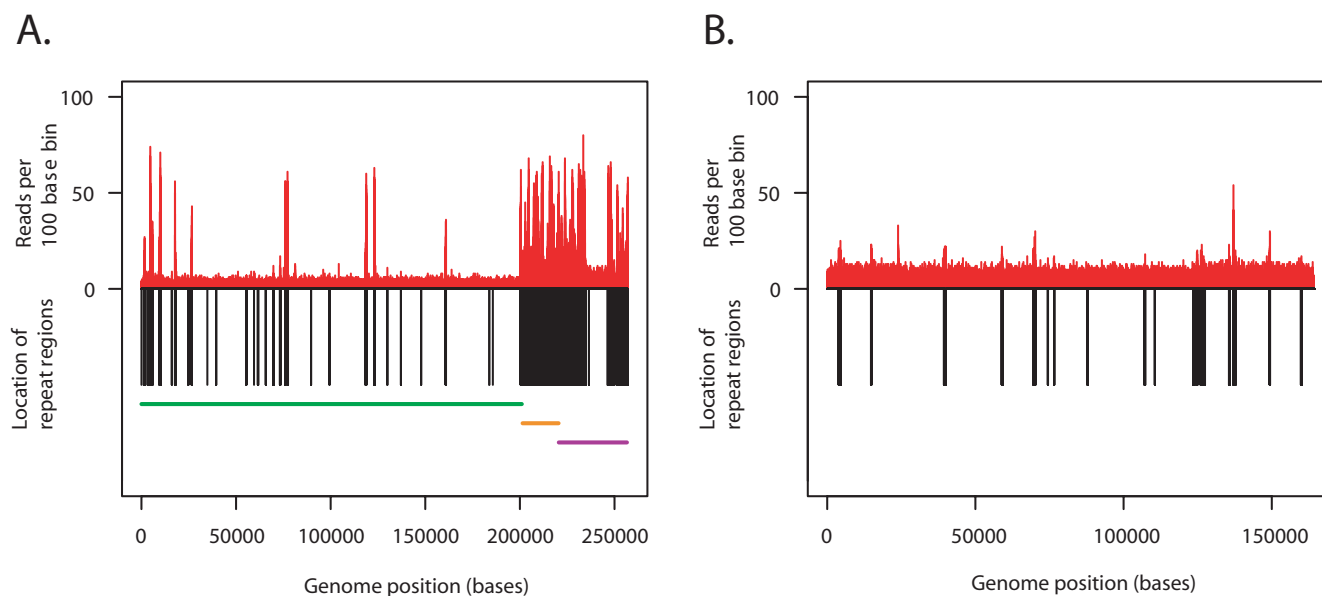 A.
100
50
0
Reads per
100 base bin
Location of
repeat regions
0
50000
100000
150000
200000
250000
Genome position (bases)
B.
100
50
0
Reads per
100 base bin
Location of
repeat regions
0
50000
100000
150000
Genome position (bases)